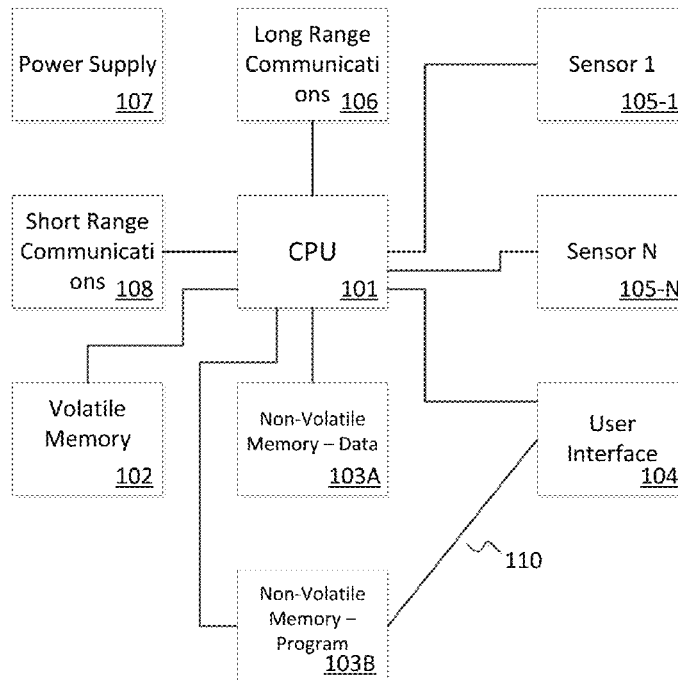 Power Supply
107
Long Range
Communicati
ons
106
Sensor 1
105-1
Short Range
Communicati
ons
108
CPU
101
Sensor N
105-N
Volatile
Memory
102
Non-Volatile
Memory – Data
103A
User
Interface
104
110
Non-Volatile
Memory –
Program
103B